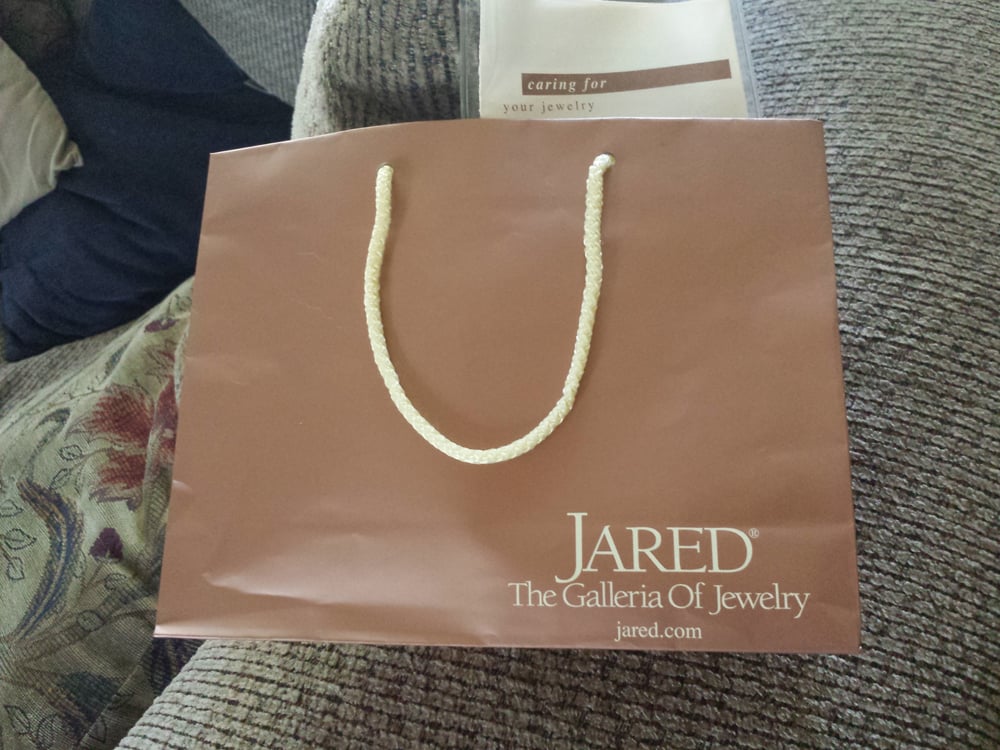 caring for
your jewelry
JARED®
The Galleria Of Jewelry
jared.com